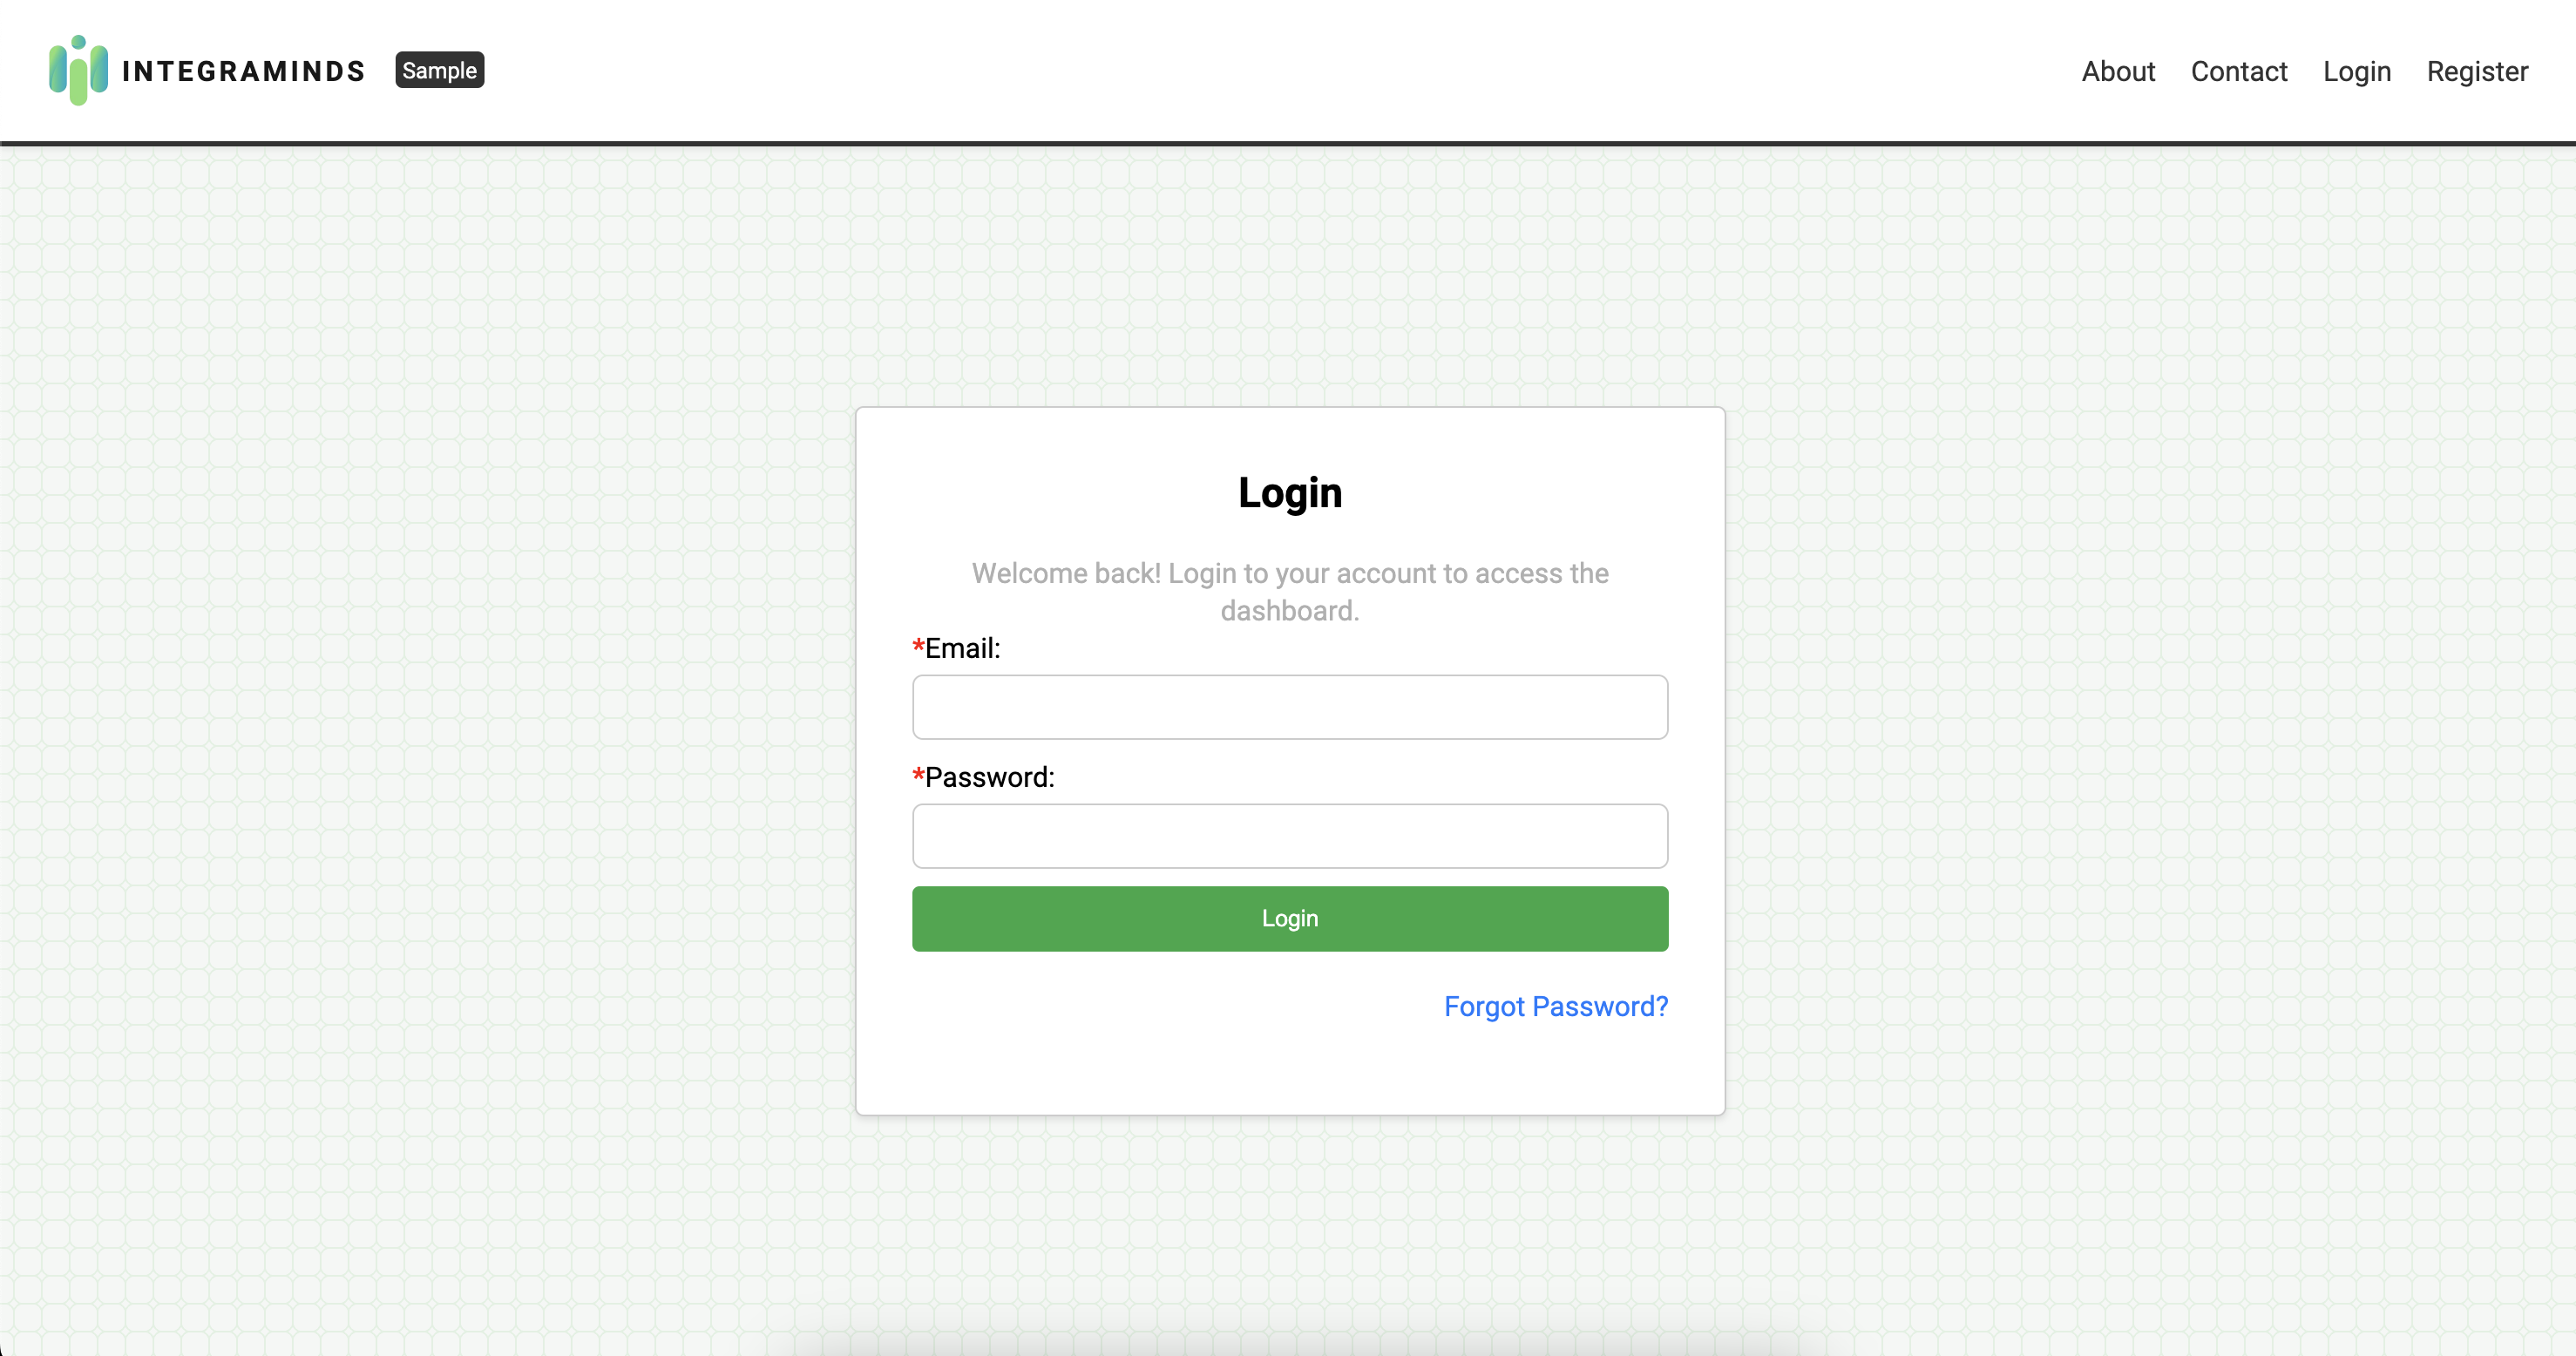 INTEGRAMINDS Sample About Contact Login Register
Login
Welcome back! Login to your account to access the
dashboard.
*Email:
*Password:
Login
Forgot Password?